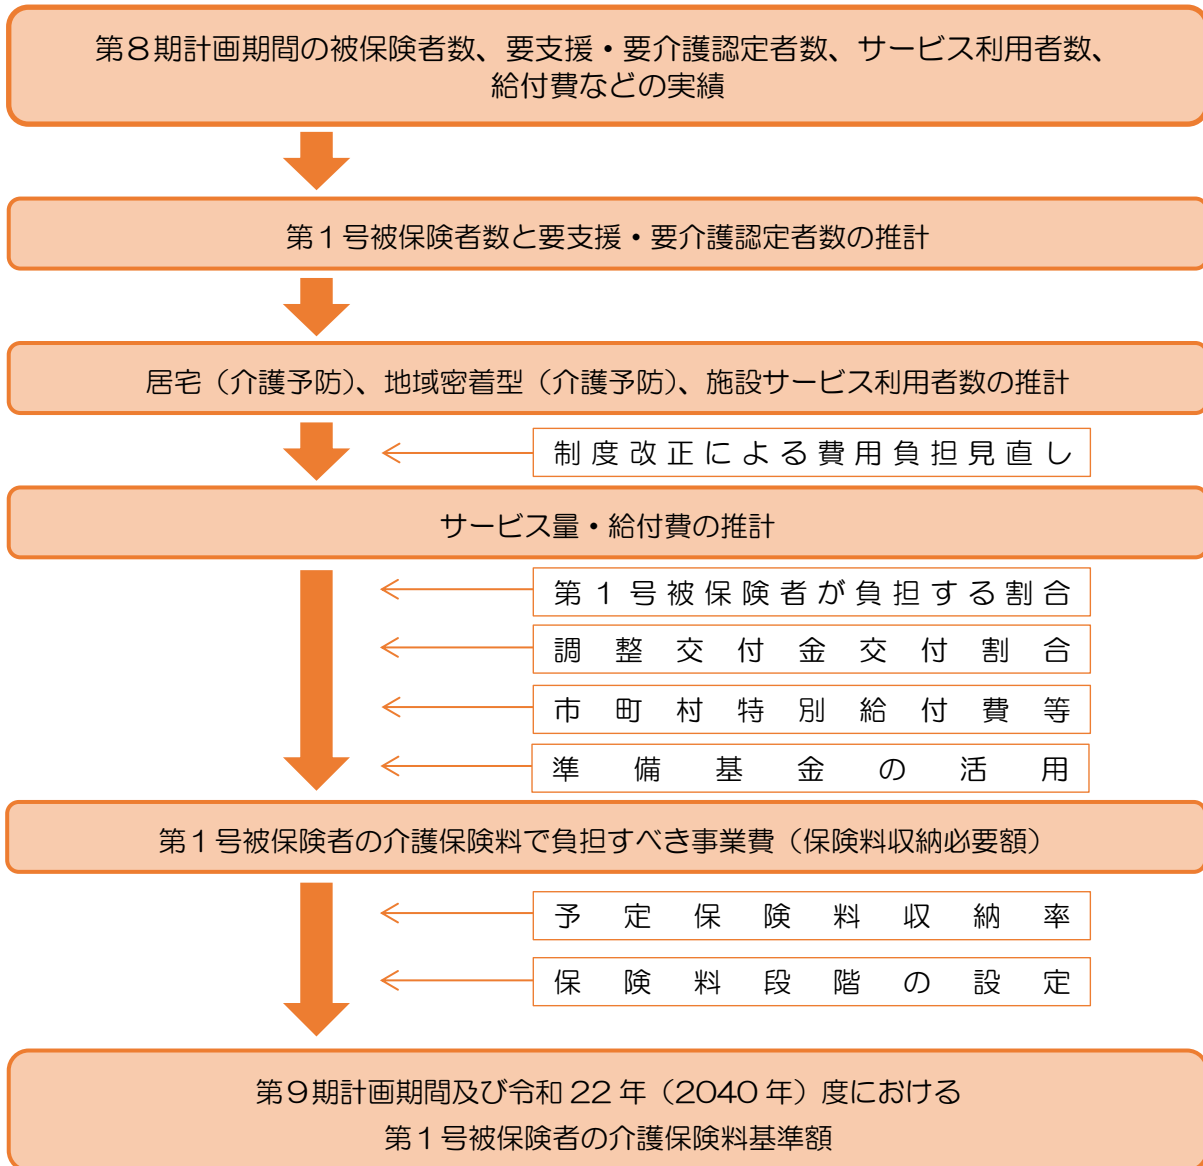 第８期計画期間の被保険者数、要支援・要介護認定者数、サービス利用者数、
給付費などの実績
第１号被保険者数と要支援・要介護認定者数の推計
居宅（介護予防）、地域密着型（介護予防）、施設サービス利用者数の推計
制度改正による費用負担見直し
サービス量・給付費の推計
第１号被保険者が負担する割合
調整交付金交付割合
市町村特別給付費等
準備基金の活用
第１号被保険者の介護保険料で負担すべき事業費（保険料収納必要額）
予定保険料収納率
保険料段階の設定
第９期計画期間及び令和 22 年（2040 年）度における
第１号被保険者の介護保険料基準額